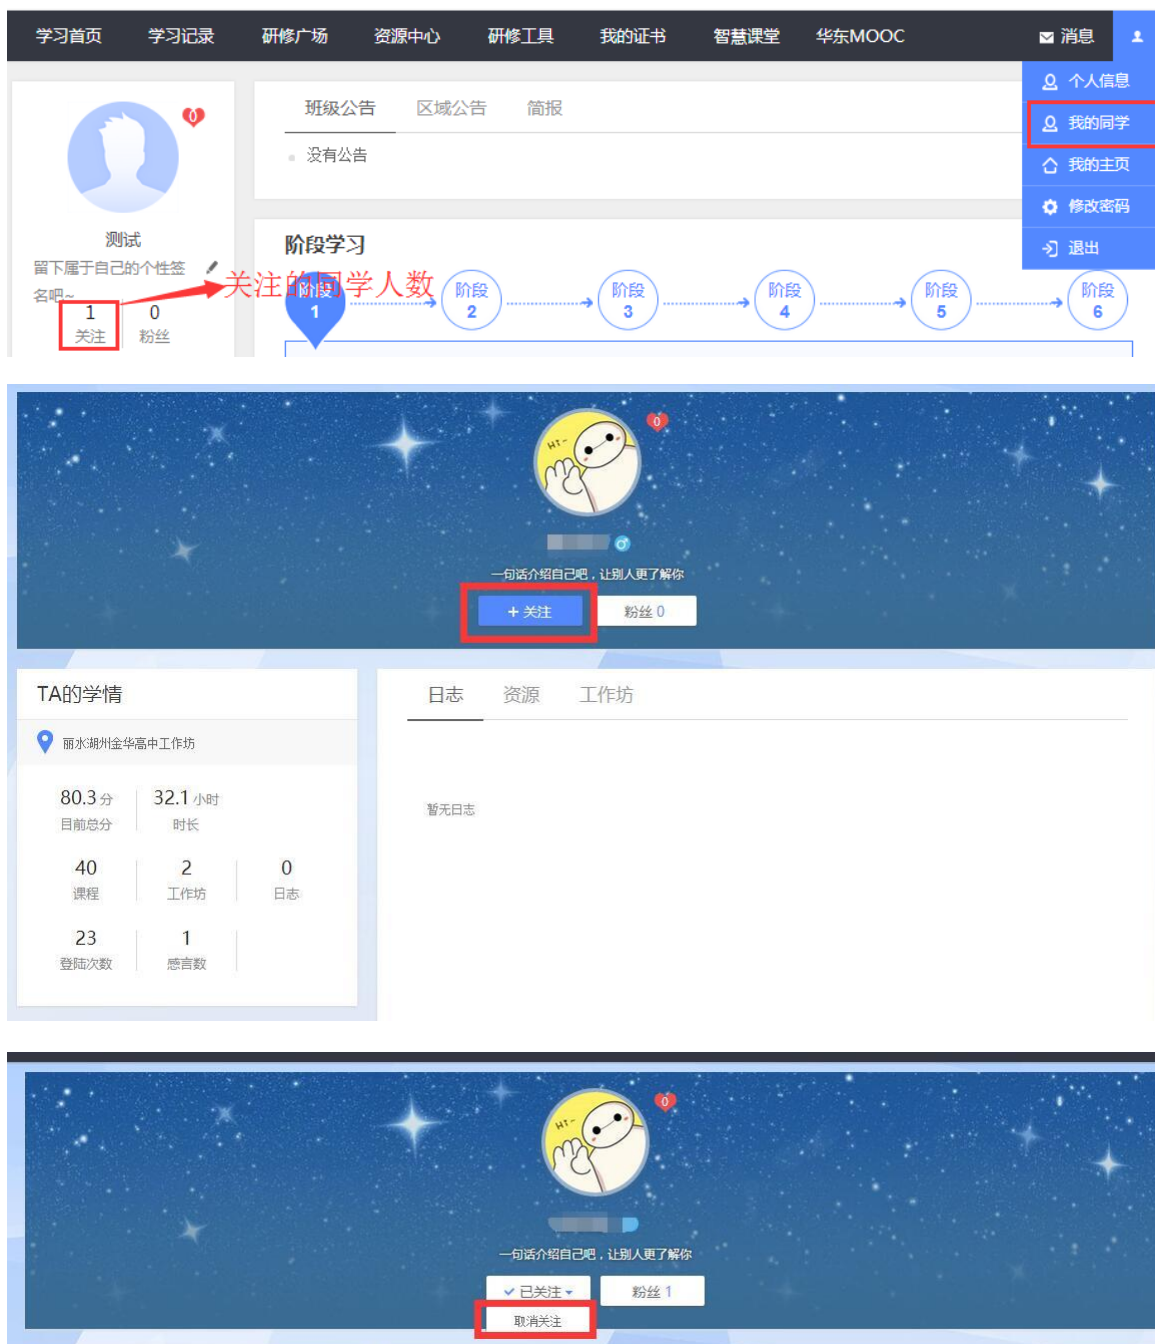 学习首页 学习记录 研修广场 资源中心 研修工具 我的证书 智慧课堂 华东MOOC 消息
个人信息
我的同学
我的主页
修改密码
退出
0
测试
留下属于自己的个性签
名吧~
1 0
关注 粉丝
班级公告 区域公告 简报
没有公告
阶段学习
关注的同学人数
阶段 阶段 阶段 阶段 阶段 阶段
1 2 3 4 5 6
0
HI~
一句话介绍自己吧，让别人更了解你
+ 关注 粉丝 0
TA的学情
丽水湖州金华高中工作坊
80.3 分 32.1 小时
目前总分 时长
40 2 0
课程 工作坊 日志
23 1
登陆次数 感言数
日志 资源 工作坊
暂无日志
0
HI~
一句话介绍自己吧，让别人更了解你
已关注 粉丝 1
取消关注